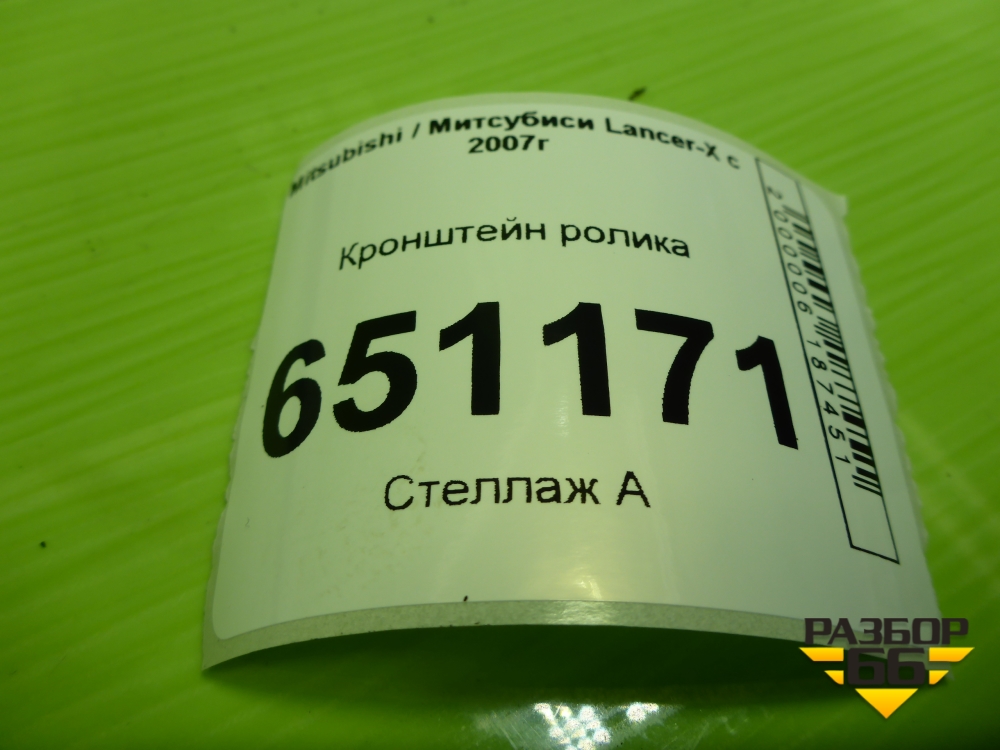 Mitsubishi / Митсубиси Lancer-X с
2007г
Кронштейн ролика
651171
Стеллаж А
2000006187451
РАЗБОР
66